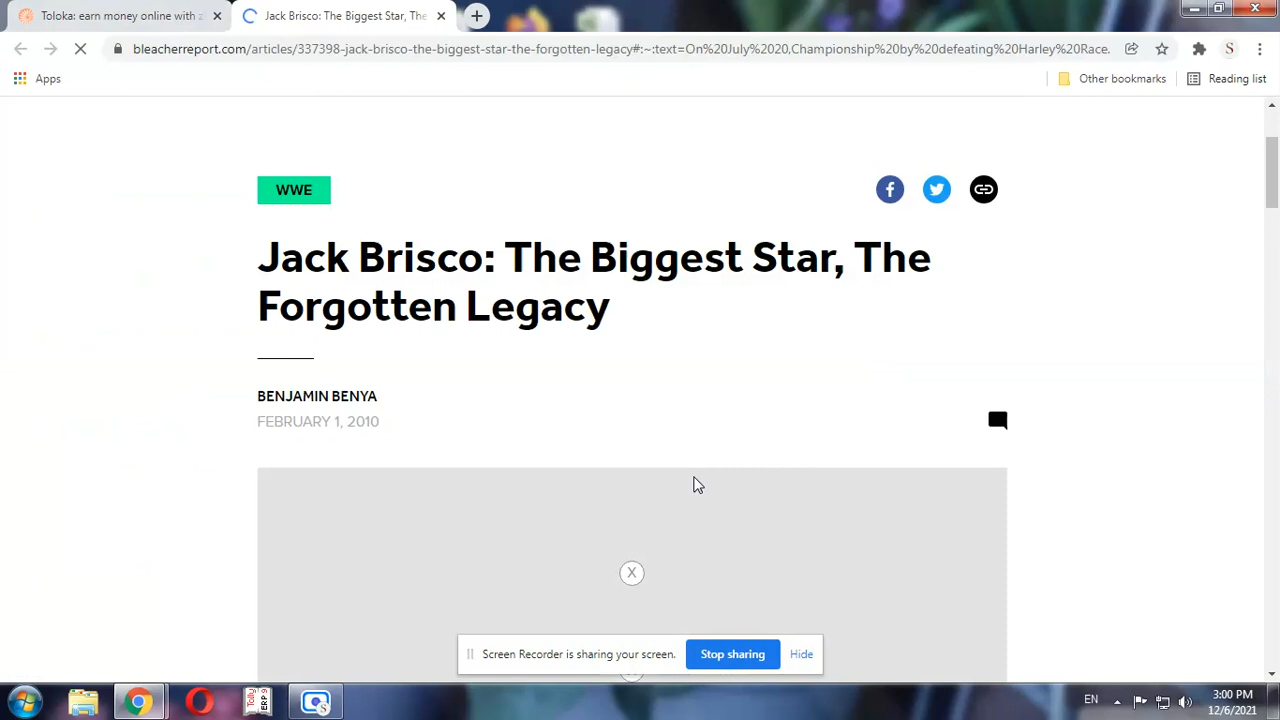 Toloka: earn money online with z
Jack Brisco: The Biggest Star, The
bleacherreport.com/articles/337398-jack-brisco-the-biggest-star-the-forgotten-legacy#:~:text=On%20July%2020,Championship%20by%20defeating%20Harley%20Race.
S
Apps
Other bookmarks
Reading list
WWE
Jack Brisco: The Biggest Star, The
Forgotten Legacy
BENJAMIN BENYA
FEBRUARY 1, 2010
X
Screen Recorder is sharing your screen.
Stop sharing
Hide
Tally
ERP 9
S
EN
3:00 PM
12/6/2021